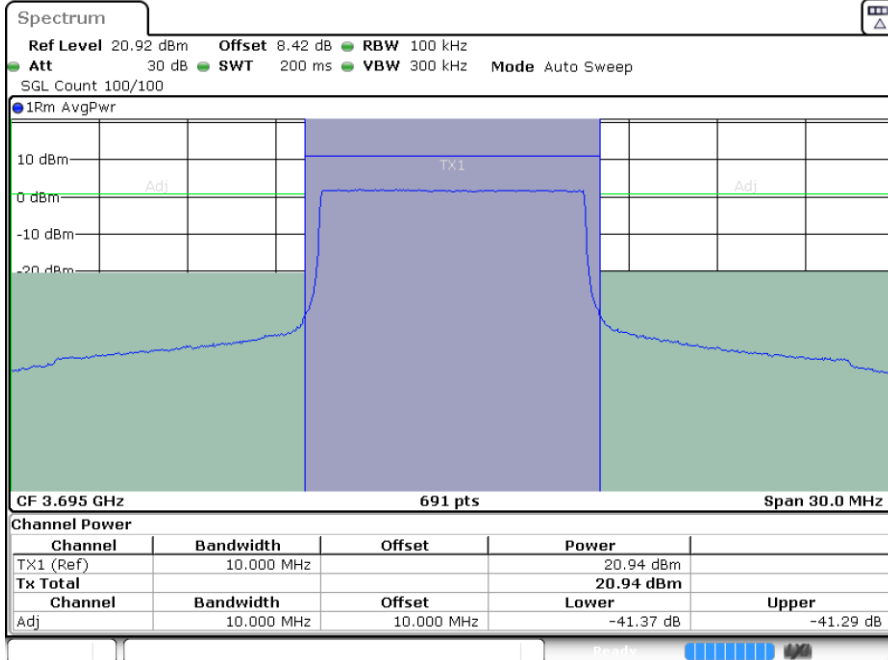 Spectrum
Ref Level 20.92 dBm Offset 8.42 dB RBW 100 kHz
Att 30 dB SWT 200 ms VBW 300 kHz Mode Auto Sweep
SGL Count 100/100
1Rm AvgPwr
10 dBm
TX1
Adj Adj
0 dBm
-10 dBm
-20 dBm
CF 3.695 GHz 691 pts Span 30.0 MHz
Channel Power
Channel Bandwidth Offset Power
TX1 (Ref) 10.000 MHz 20.94 dBm
Tx Total 20.94 dBm
Channel Bandwidth Offset Lower Upper
Adj 10.000 MHz 10.000 MHz -41.37 dB -41.29 dB
Ready